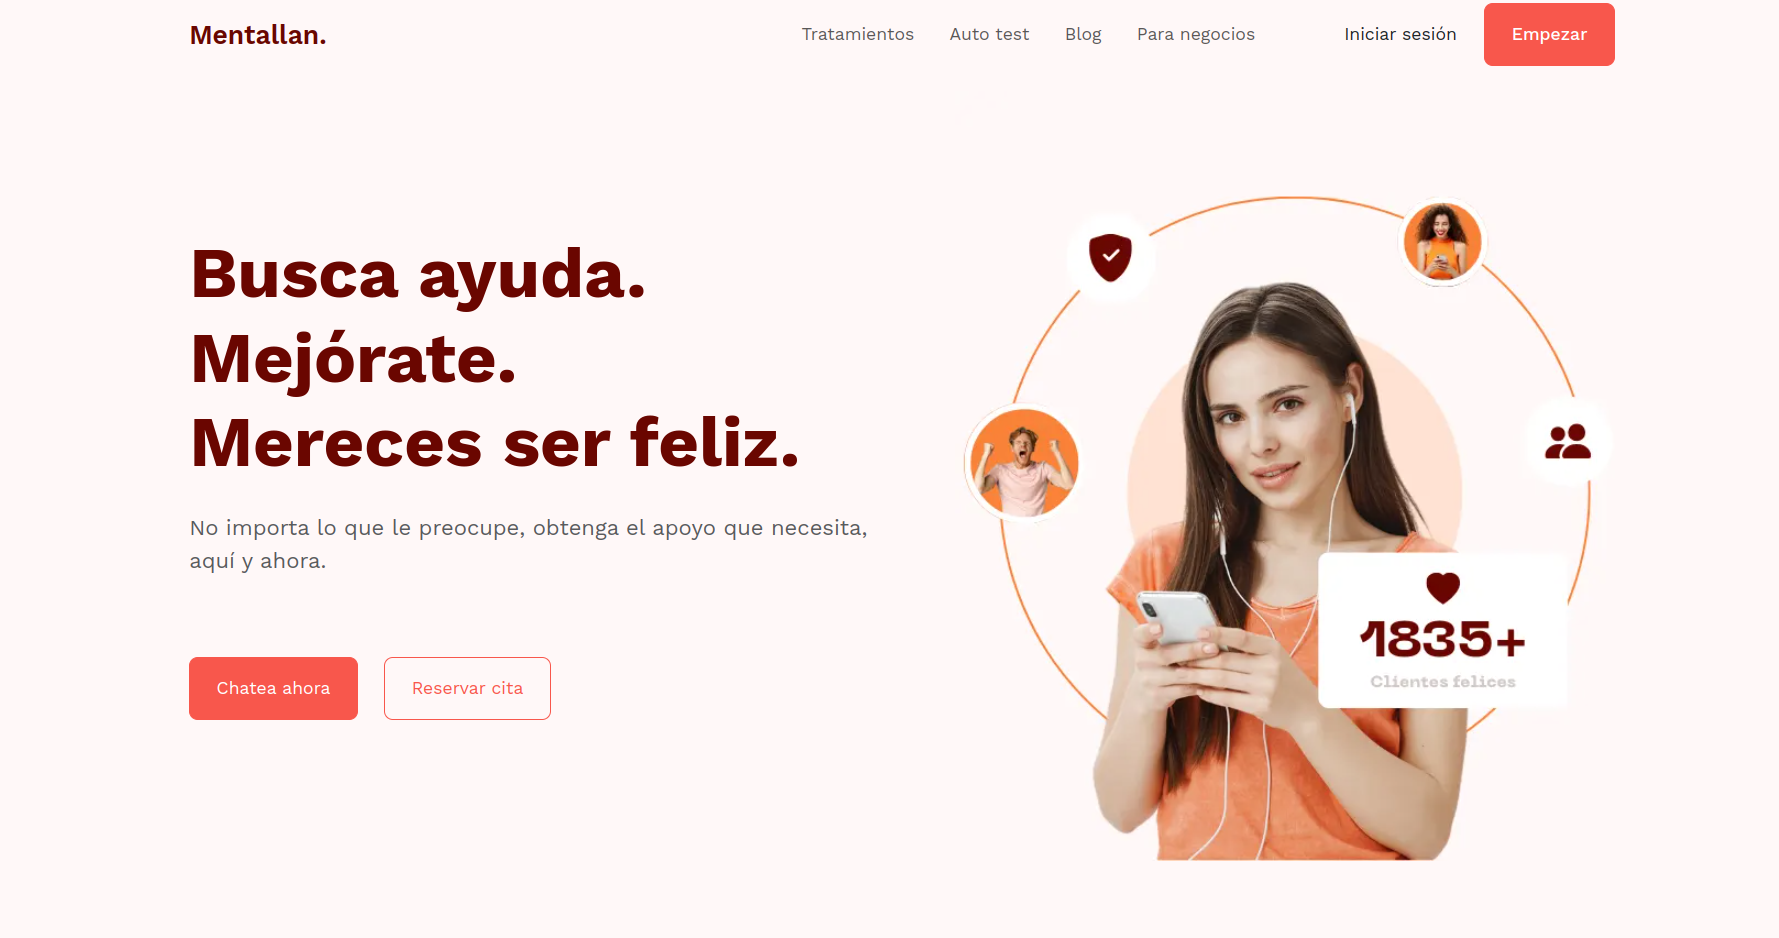 Mentallan.
Tratamientos
Auto test
Blog
Para negocios
Iniciar sesión
Empezar
Busca ayuda.
Mejórate.
Mereces ser feliz.
No importa lo que le preocupe, obtenga el apoyo que necesita,
aquí y ahora.
Chatea ahora
Reservar cita
1835+
Clientes felices